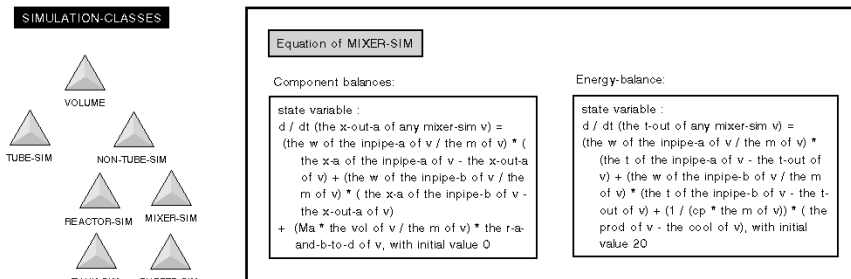 SIMULATION-CLASSES
VOLUME
TUBE-SIM
NON-TUBE-SIM
REACTOR-SIM
MIXER-SIM
Equation of MIXER-SIM
Component balances:
state variable :
d / dt (the x-out-a of any mixer-sim v) =
(the w of the inpipe-a of v / the m of v) * (
the x-a of the inpipe-a of v - the x-out-a
of v) + (the w of the inpipe-b of v / the
m of v) * ( the x-a of the inpipe-b of v -
the x-out-a of v)
+ (Ma * the vol of v / the m of v) * the r-a-
and-b-to-d of v, with initial value 0
Energy-balance:
state variable :
d / dt (the t-out of any mixer-sim v) =
(the w of the inpipe-a of v / the m of v) *
(the t of the inpipe-a of v - the t-out of
v) + (the w of the inpipe-b of v / the m
of v) * (the t of the inpipe-b of v - the t-
out of v) + (1 / (cp * the m of v)) * ( the
prod of v - the cool of v), with initial
value 20